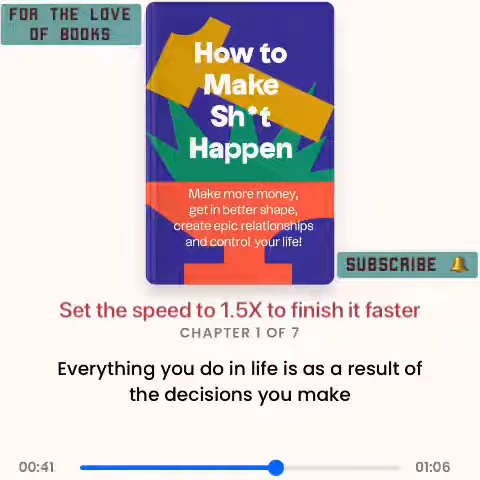 FOR THE LOVE
OF BOOKS
How to
Make
Sh*t
Happen
Make more money,
get in better shape,
create epic relationships
and control your life!
SUBSCRIBE
Set the speed to 1.5X to finish it faster
CHAPTER 1 OF 7
Everything you do in life is as a result of
the decisions you make
00:41
01:06